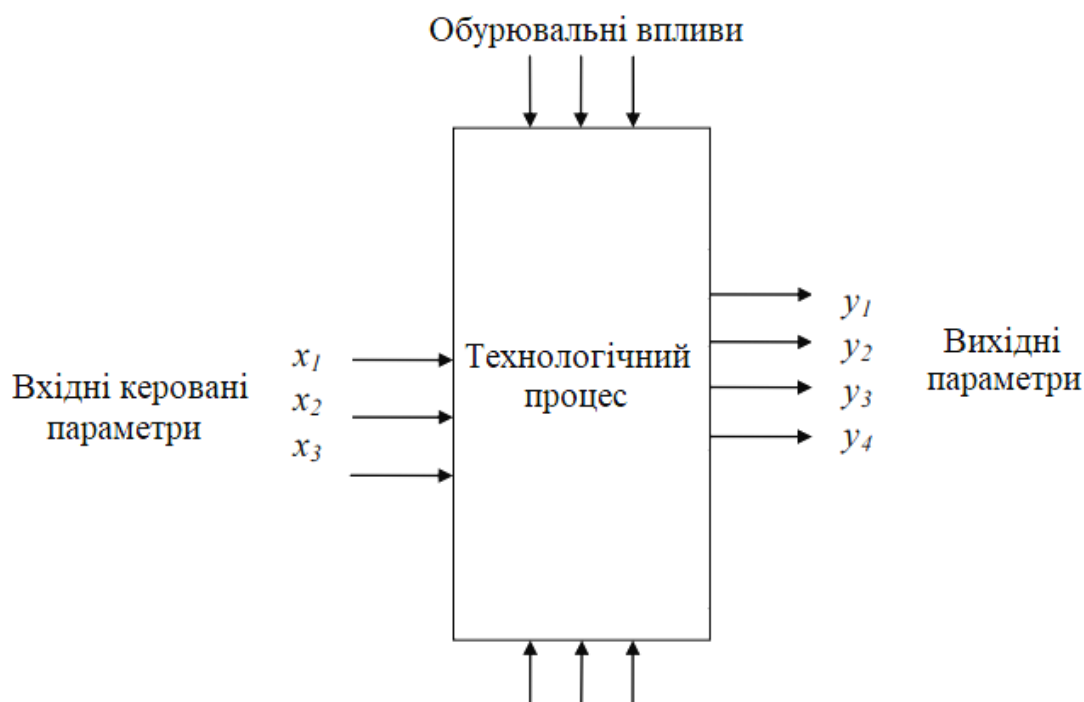 Обурювальні впливи
Вхідні керовані
параметри
x1
x2
x3
Технологічний
процес
y1
y2
y3
y4
Вихідні
параметри